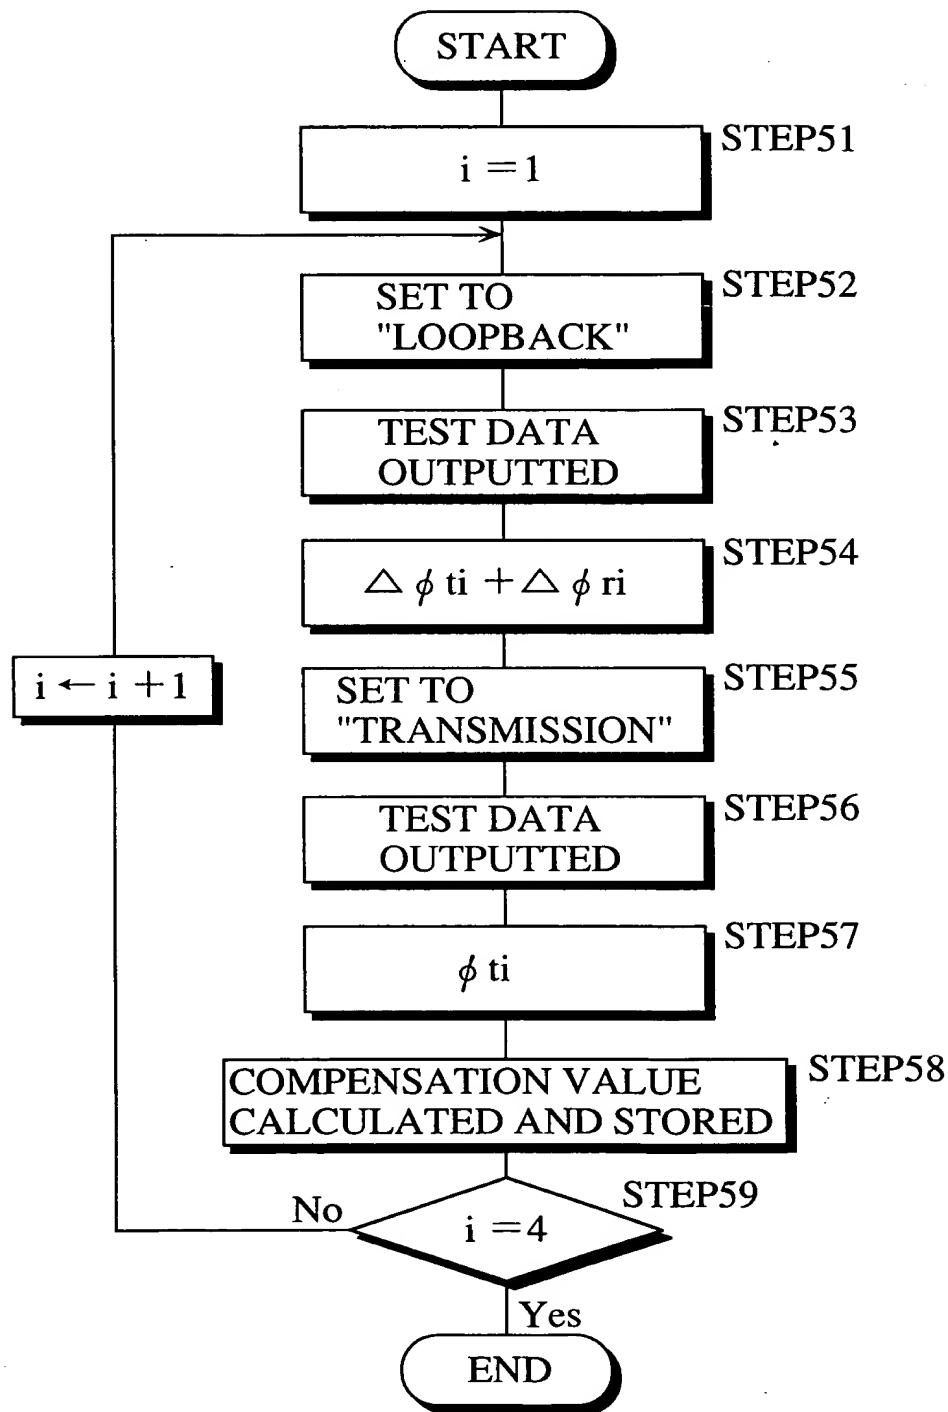 START
STEP51
i = 1
STEP52
SET TO
"LOOPBACK"
STEP53
TEST DATA
OUTPUTTED
STEP54
△ φ ti + △ φ ri
STEP55
SET TO
"TRANSMISSION"
i ← i + 1
STEP56
TEST DATA
OUTPUTTED
STEP57
φ ti
STEP58
COMPENSATION VALUE
CALCULATED AND STORED
STEP59
No
i = 4
Yes
END